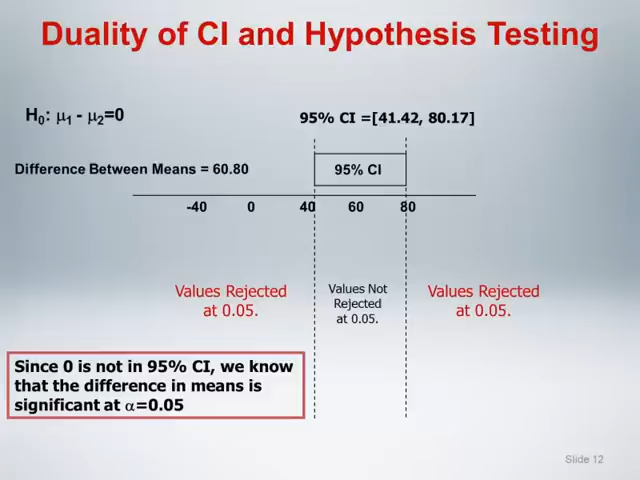 Duality of CI and Hypothesis Testing
H₀: μ₁ - μ₂=0
95% CI =[41.42, 80.17]
Difference Between Means = 60.80
95% CI
-40 0 40 60 80
Values Rejected
at 0.05.
Values Not
Rejected
at 0.05.
Values Rejected
at 0.05.
Since 0 is not in 95% CI, we know
that the difference in means is
significant at α=0.05
Slide 12